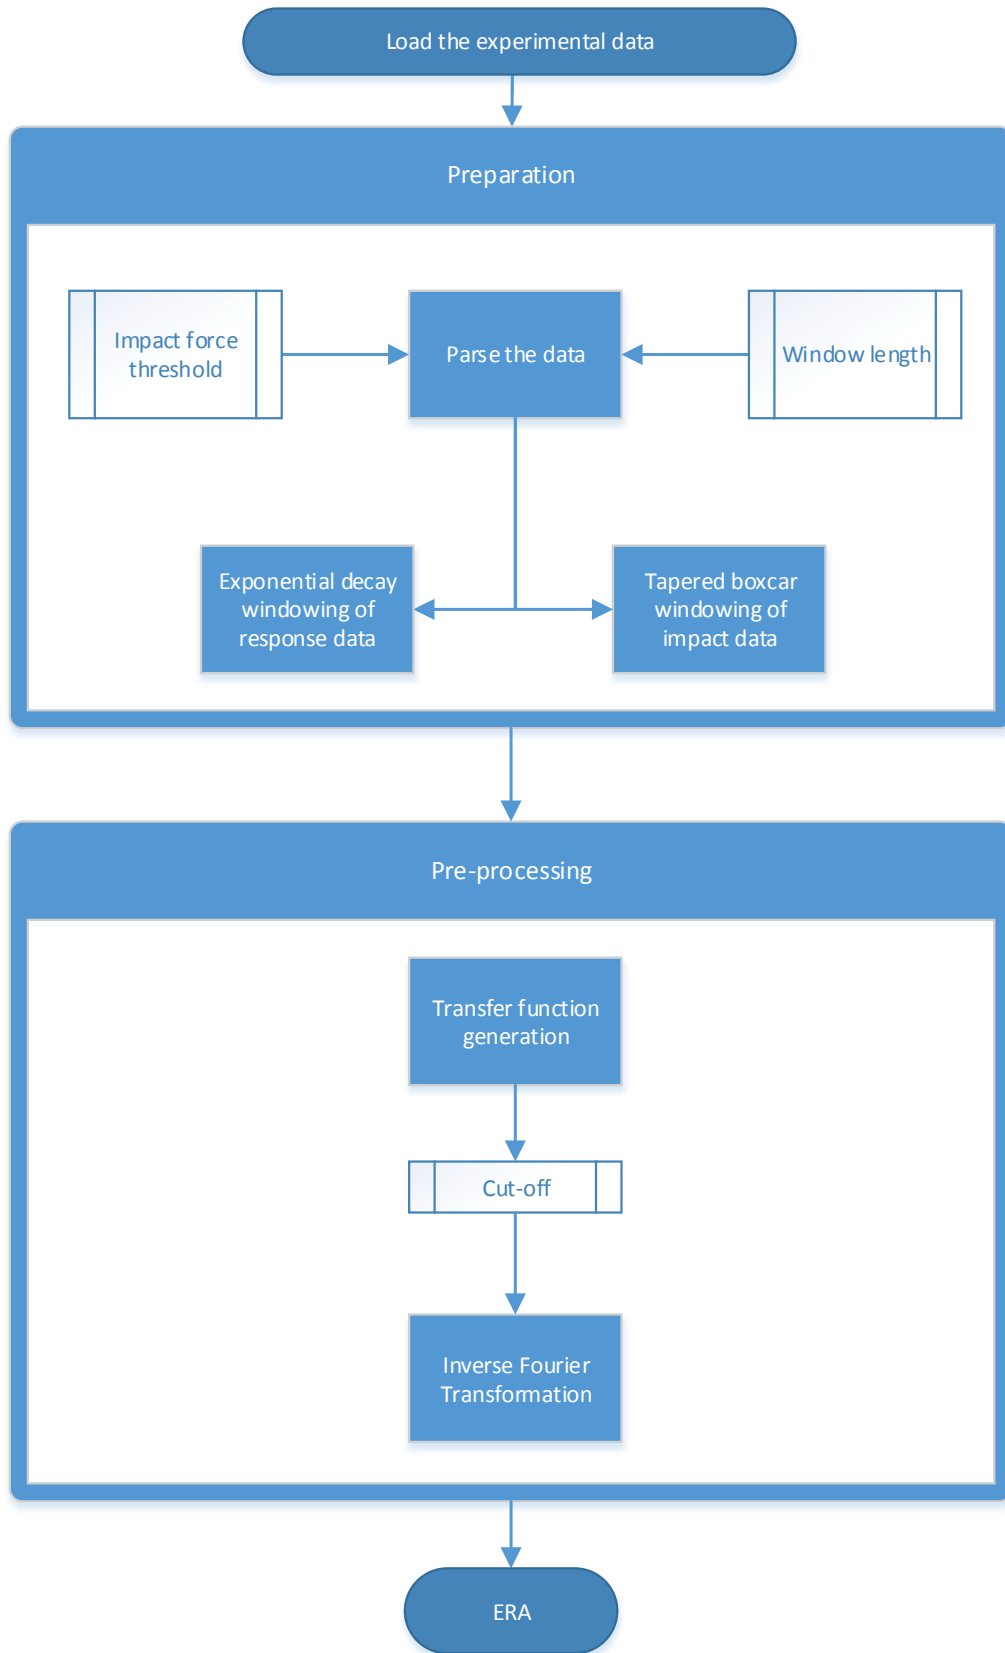 Load the experimental data
Preparation
Impact force
threshold
Parse the data
Window length
Exponential decay
windowing of
response data
Tapered boxcar
windowing of
impact data
Pre-processing
Transfer function
generation
Cut-off
Inverse Fourier
Transformation
ERA